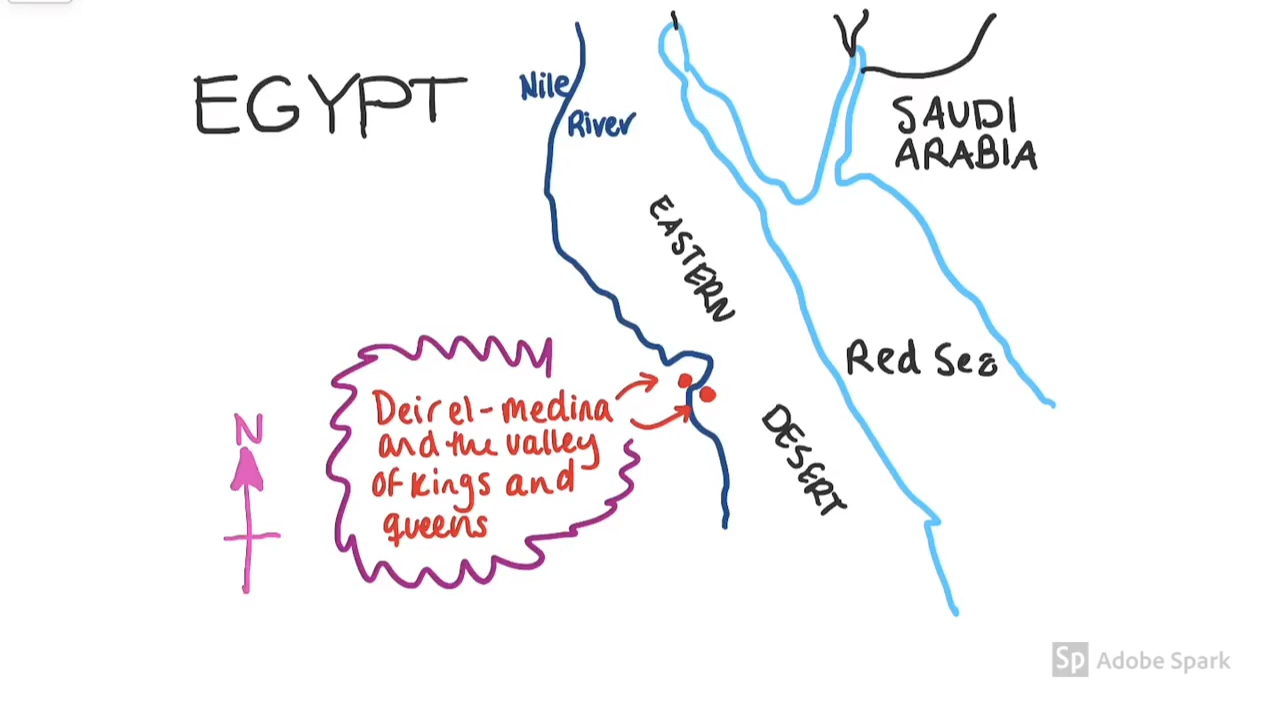 EGYPT
Nile
River
SAUDI
ARABIA
EASTERN
DESERT
Red Sea
Deir el-medina
and the valley
of kings and
queens
N
Sp Adobe Spark